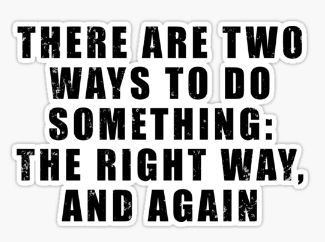 THERE ARE TWO
WAYS TO DO
SOMETHING:
THE RIGHT WAY,
AND AGAIN